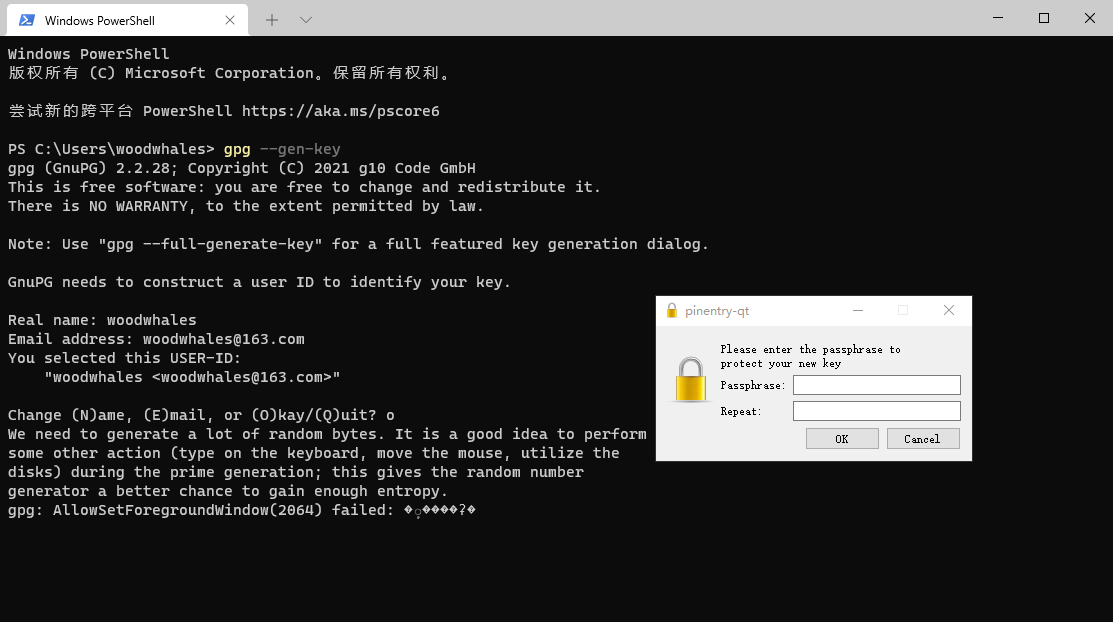 Windows PowerShell
Windows PowerShell
版权所有 (C) Microsoft Corporation。保留所有权利。
尝试新的跨平台 PowerShell https://aka.ms/pscore6
PS C:\Users\woodwhales> gpg --gen-key
gpg (GnuPG) 2.2.28; Copyright (C) 2021 g10 Code GmbH
This is free software: you are free to change and redistribute it.
There is NO WARRANTY, to the extent permitted by law.
Note: Use "gpg --full-generate-key" for a full featured key generation dialog.
GnuPG needs to construct a user ID to identify your key.
Real name: woodwhales
Email address: woodwhales@163.com
You selected this USER-ID:
"woodwhales <woodwhales@163.com>"
Change (N)ame, (E)mail, or (O)kay/(Q)uit? o
We need to generate a lot of random bytes. It is a good idea to perform
some other action (type on the keyboard, move the mouse, utilize the
disks) during the prime generation; this gives the random number
generator a better chance to gain enough entropy.
gpg: AllowSetForegroundWindow(2064) failed:
pinentry-qt
Please enter the passphrase to
protect your new key
Passphrase:
Repeat:
OK
Cancel